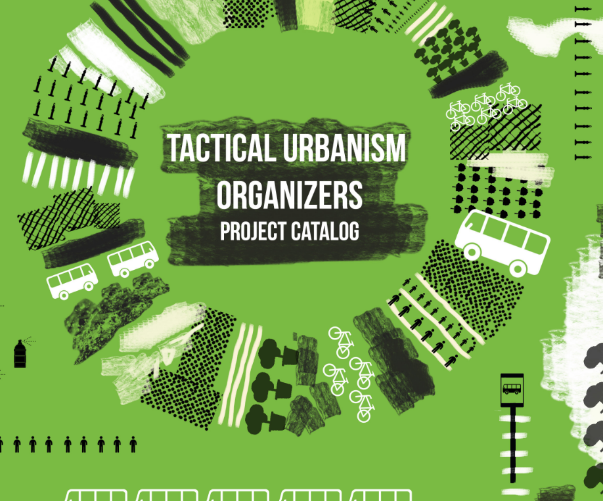 TACTICAL URBANISM
ORGANIZERS
PROJECT CATALOG